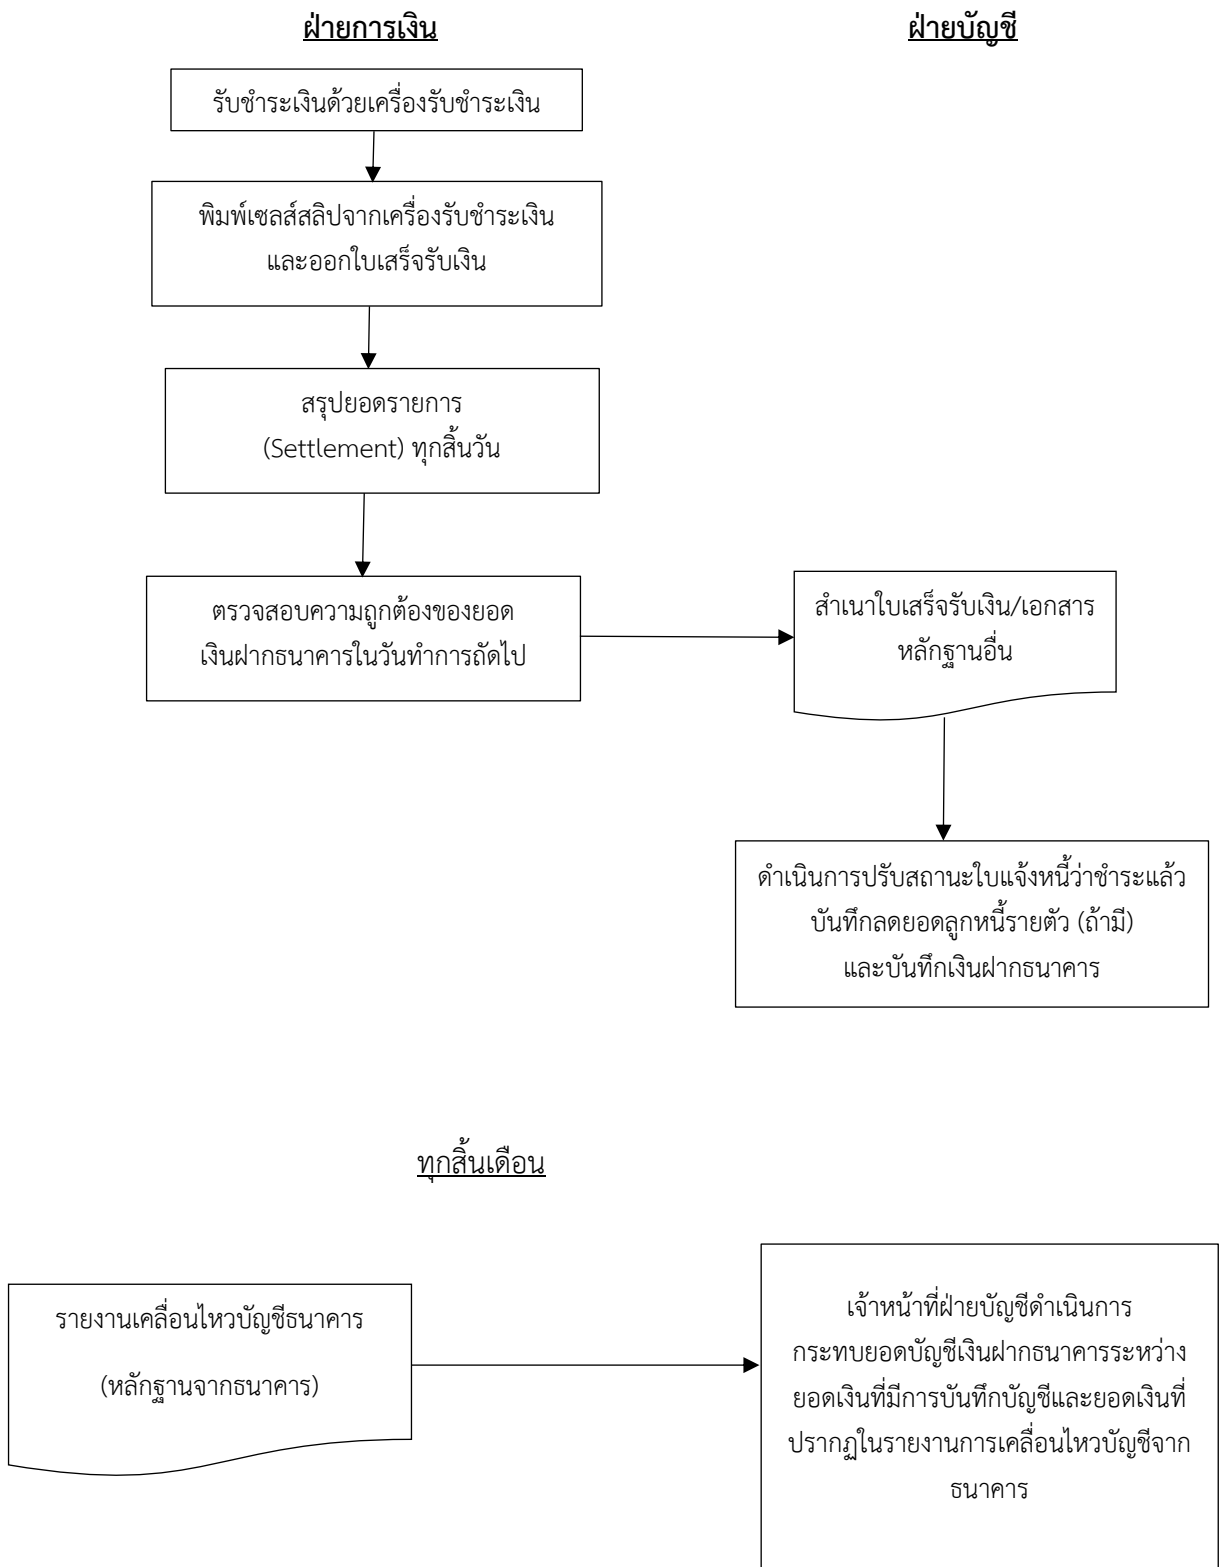 ฝ่ายการเงิน
ฝ่ายบัญชี
รับชำระเงินด้วยเครื่องรับชำระเงิน
พิมพ์เซลส์สลิปจากเครื่องรับชำระเงิน
และออกใบเสร็จรับเงิน
สรุปยอดรายการ
(Settlement) ทุกสิ้นวัน
ตรวจสอบความถูกต้องของยอด
เงินฝากธนาคารในวันทำการถัดไป
สำเนาใบเสร็จรับเงิน/เอกสาร
หลักฐานอื่น
ดำเนินการปรับสถานะใบแจ้งหนี้ว่าชำระแล้ว
บันทึกลดยอดลูกหนี้รายตัว (ถ้ามี)
และบันทึกเงินฝากธนาคาร
ทุกสิ้นเดือน
รายงานเคลื่อนไหวบัญชีธนาคาร
(หลักฐานจากธนาคาร)
เจ้าหน้าที่ฝ่ายบัญชีดำเนินการ
กระทบยอดบัญชีเงินฝากธนาคารระหว่าง
ยอดเงินที่มีการบันทึกบัญชีและยอดเงินที่
ปรากฏในรายงานการเคลื่อนไหวบัญชีจาก
ธนาคาร